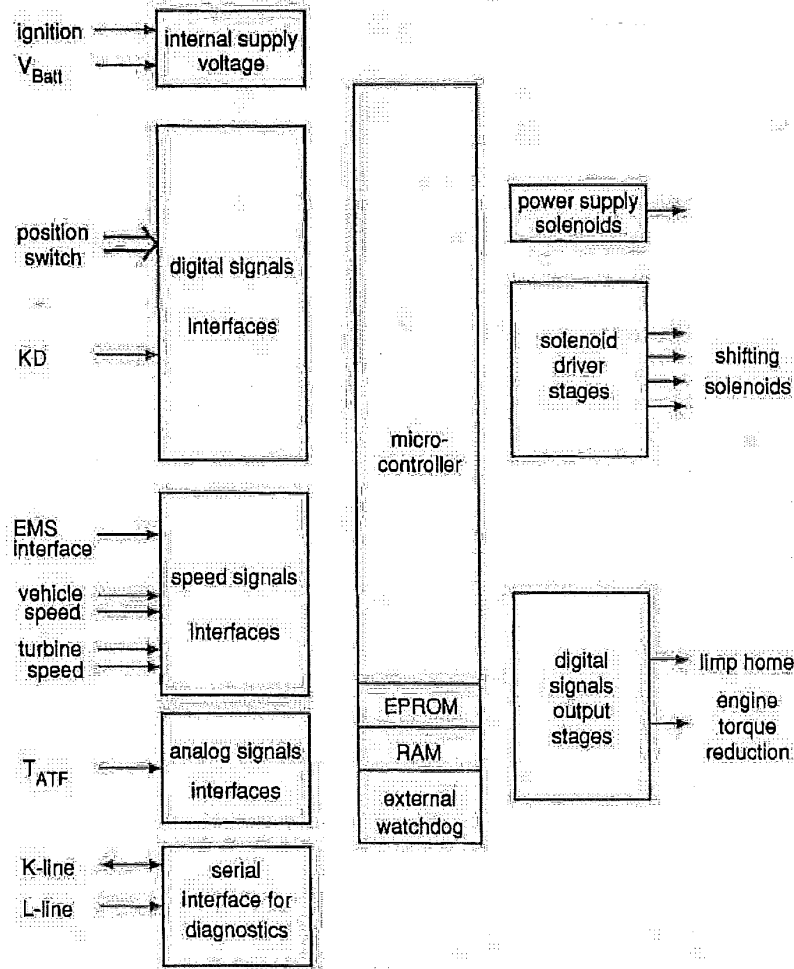 ignition
V_Batt
internal supply
voltage
position
switch
KD
digital signals
interfaces
EMS
interface
vehicle
speed
turbine
speed
speed signals
interfaces
T_ATF
analog signals
interfaces
K-line
L-line
serial
interface for
diagnostics
micro-
controller
EPROM
RAM
external
watchdog
power supply
solenoids
solenoid
driver
stages
shifting
solenoids
digital
signals
output
stages
limp home
engine
torque
reduction